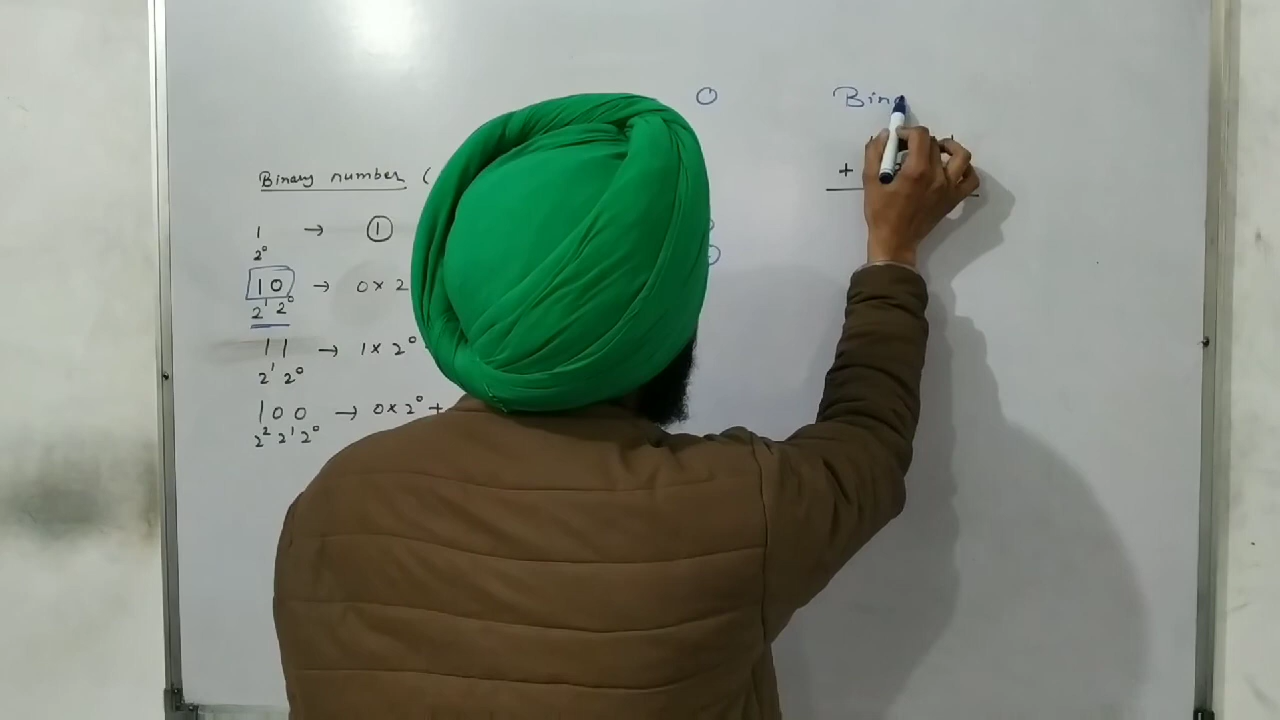 Binary number (
1 → ①
2⁰
10 → 0 × 2
2¹ 2⁰
11 → 1 × 2⁰
2¹ 2⁰
100 → 0 × 2⁰ +
2² 2¹ 2⁰
0
Bina
+